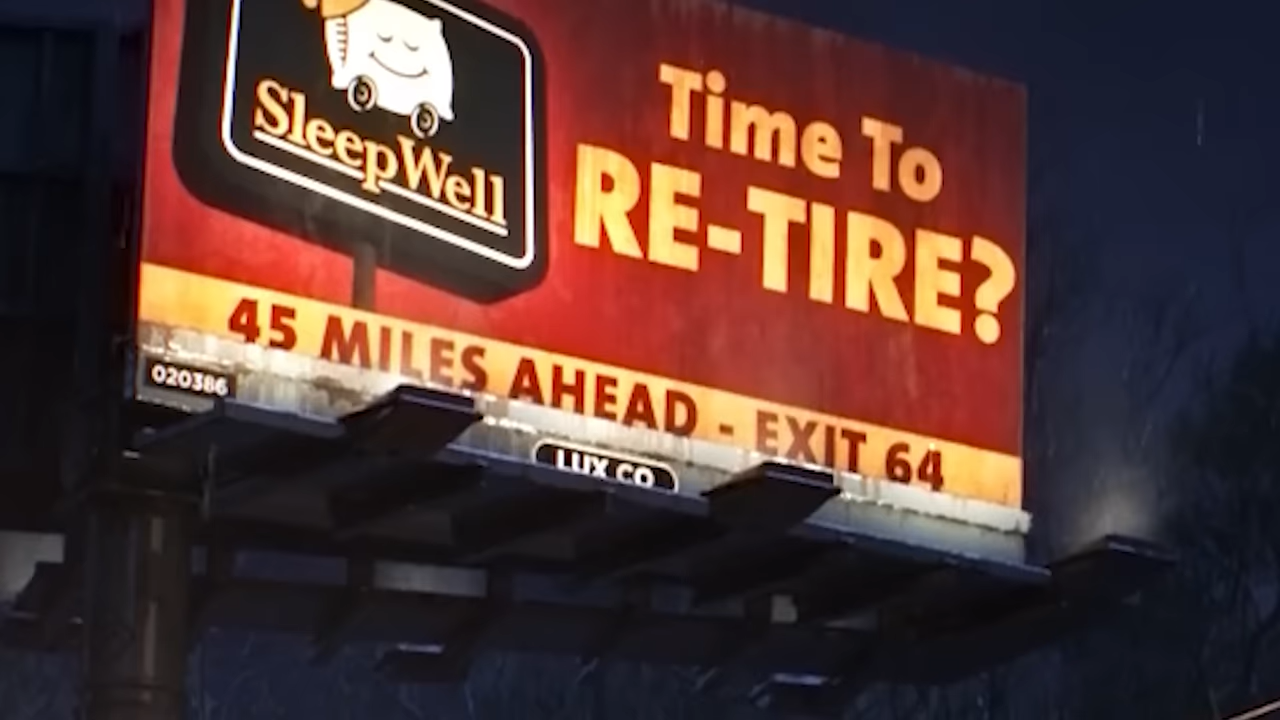 SleepWell
Time To
RE-TIRE?
45 MILES AHEAD - EXIT 64
020386
LUX CO